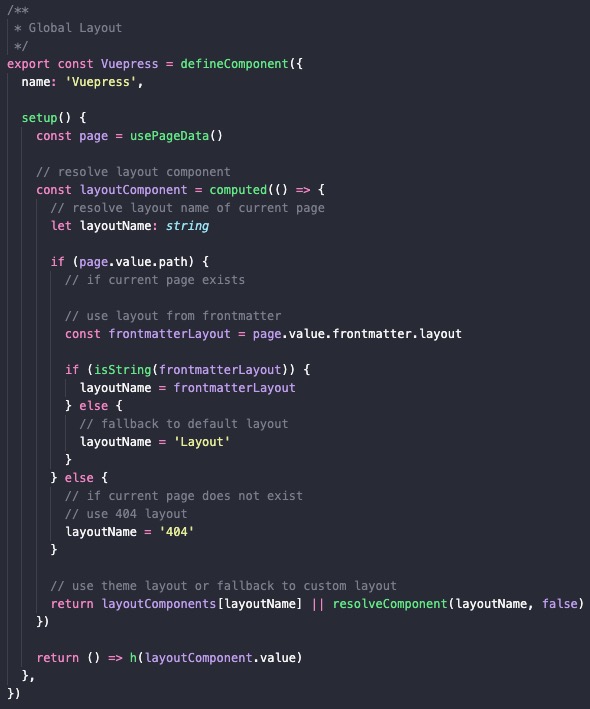 /**
 * Global Layout
 */
export const Vuepress = defineComponent({
  name: 'Vuepress',

  setup() {
    const page = usePageData()

    // resolve layout component
    const layoutComponent = computed(() => {
      // resolve layout name of current page
      let layoutName: string

      if (page.value.path) {
        // if current page exists

        // use layout from frontmatter
        const frontmatterLayout = page.value.frontmatter.layout

        if (isString(frontmatterLayout)) {
          layoutName = frontmatterLayout
        } else {
          // fallback to default layout
          layoutName = 'Layout'
        }
      } else {
        // if current page does not exist
        // use 404 layout
        layoutName = '404'
      }

      // use theme layout or fallback to custom layout
      return layoutComponents[layoutName] || resolveComponent(layoutName, false)
    })

    return () => h(layoutComponent.value)
  },
})